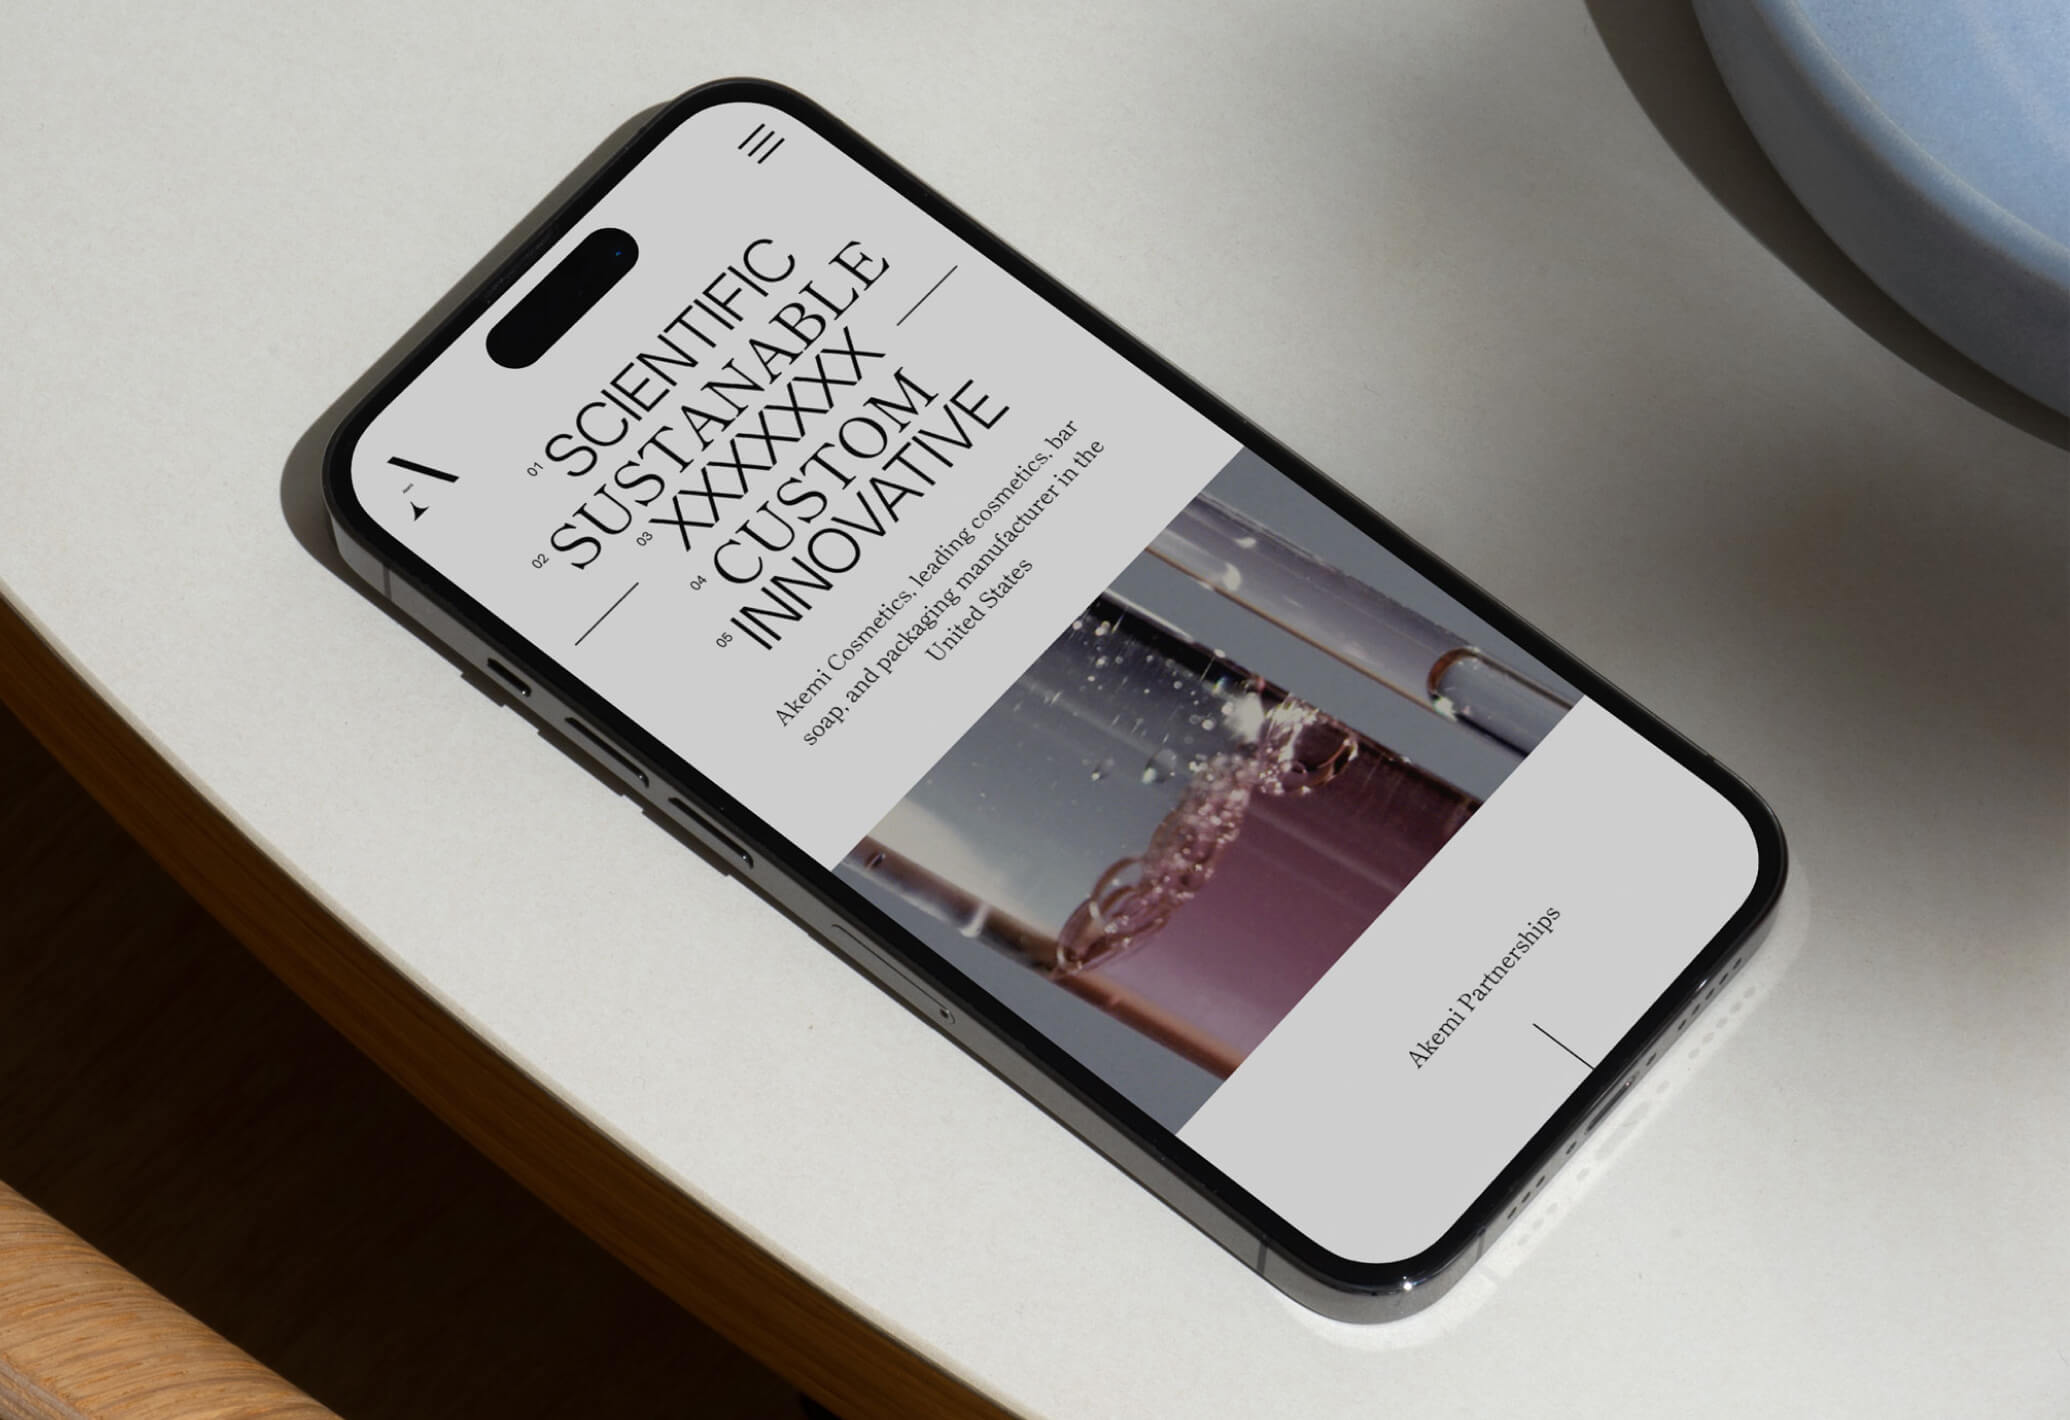 01 SCIENTIFIC
02 SUSTANABLE
03 XXXXXXXX
04 CUSTOM
05 INNOVATIVE
Akemi Cosmetics, leading cosmetics, bar
soap, and packaging manufacturer in the
United States
Akemi Partnerships